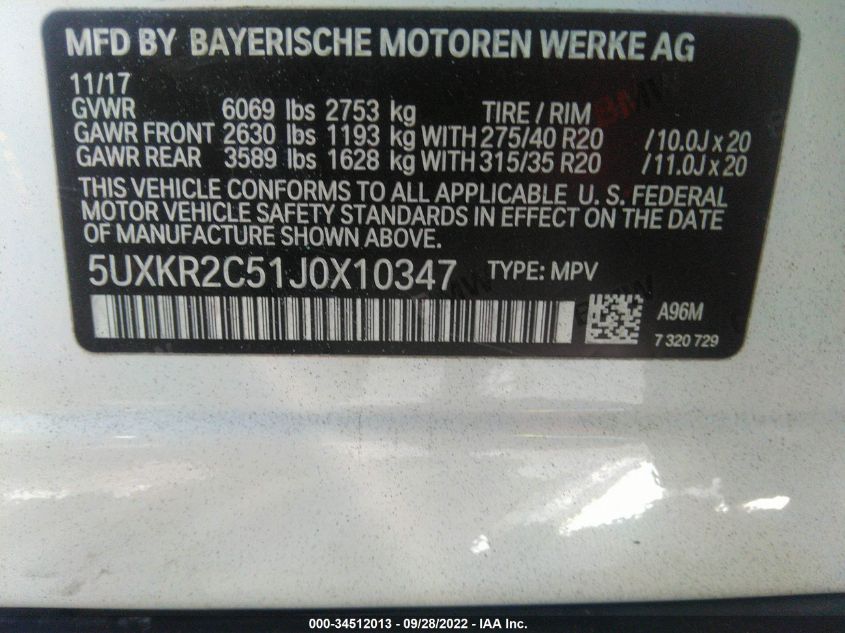 MFD BY BAYERISCHE MOTOREN WERKE AG
11/17
GVWR 6069 lbs 2753 kg TIRE / RIM
GAWR FRONT 2630 lbs 1193 kg WITH 275/40 R20 / 10.0J x 20
GAWR REAR 3589 lbs 1628 kg WITH 315/35 R20 / 11.0J x 20
THIS VEHICLE CONFORMS TO ALL APPLICABLE U. S. FEDERAL
MOTOR VEHICLE SAFETY STANDARDS IN EFFECT ON THE DATE
OF MANUFACTURE SHOWN ABOVE.
5UXKR2C51J0X10347 TYPE: MPV
A96M
7 320 729
000-34512013 - 09/28/2022 - IAA Inc.